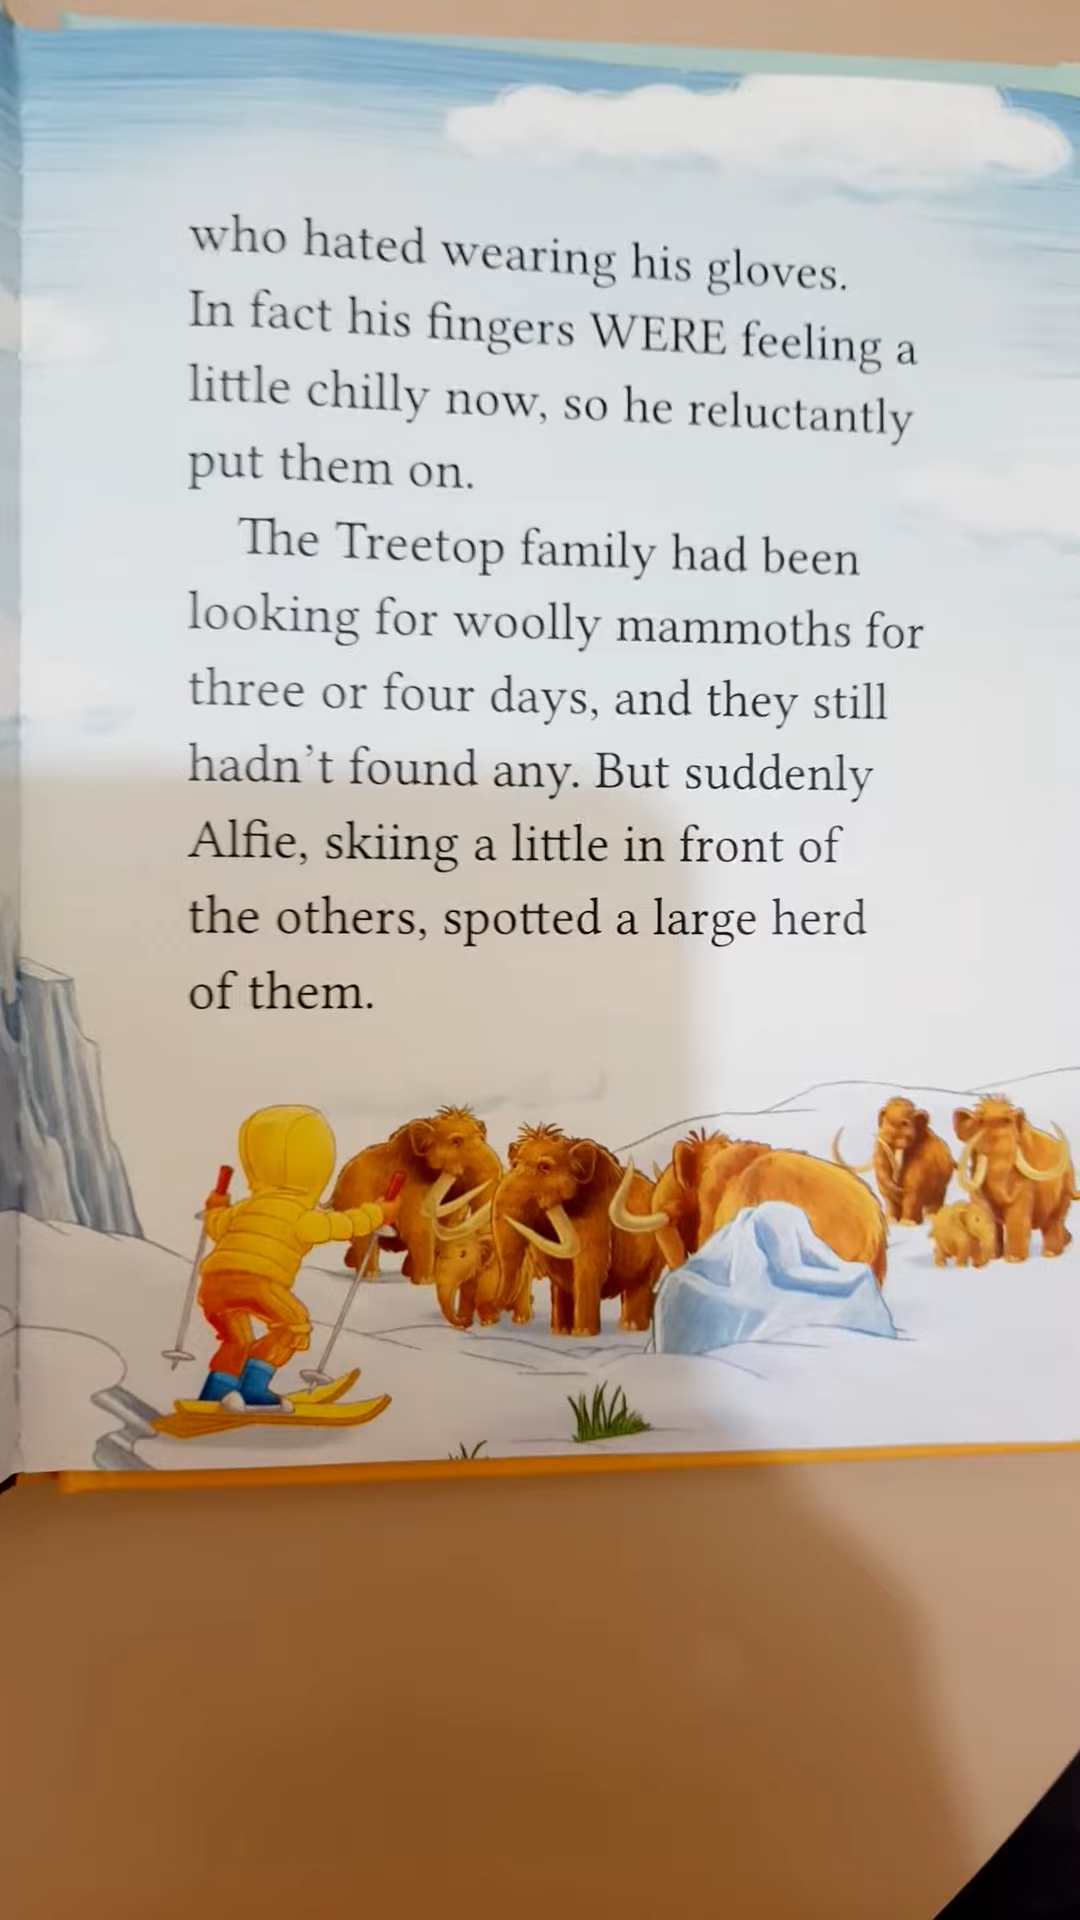 who hated wearing his gloves.
In fact his fingers WERE feeling a
little chilly now, so he reluctantly
put them on.
The Treetop family had been
looking for woolly mammoths for
three or four days, and they still
hadn’t found any. But suddenly
Alfie, skiing a little in front of
the others, spotted a large herd
of them.